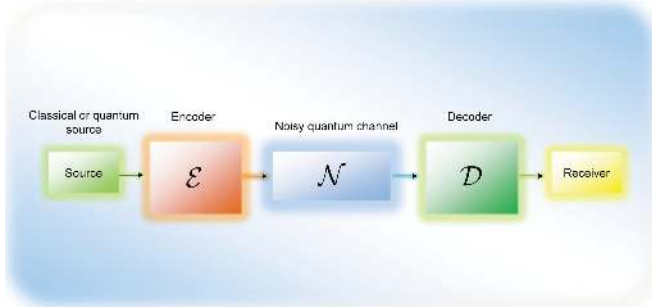 Classical or quantum
source
Encoder
Noisy quantum channel
Decoder
Source
ℰ
𝒩
𝒟
Receiver